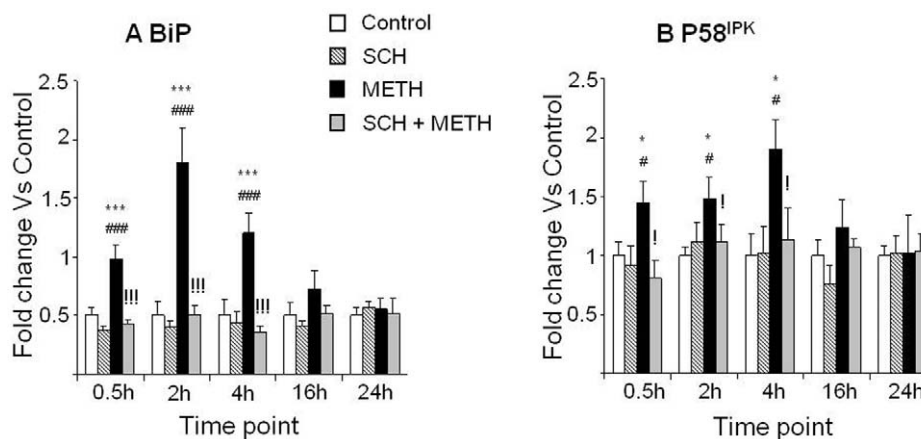 A BiP
Control
SCH
METH
SCH + METH
B P58IPK
Fold change Vs Control
2.5
2
1.5
1
0.5
***
###
!!!
***
###
!!!
***
###
!!!
0.5h 2h 4h 16h 24h
Time point
Fold change Vs Control
2.5
2
1.5
1
0.5
0
*
#
!
*
#
!
*
#
!
0.5h 2h 4h 16h 24h
Time point